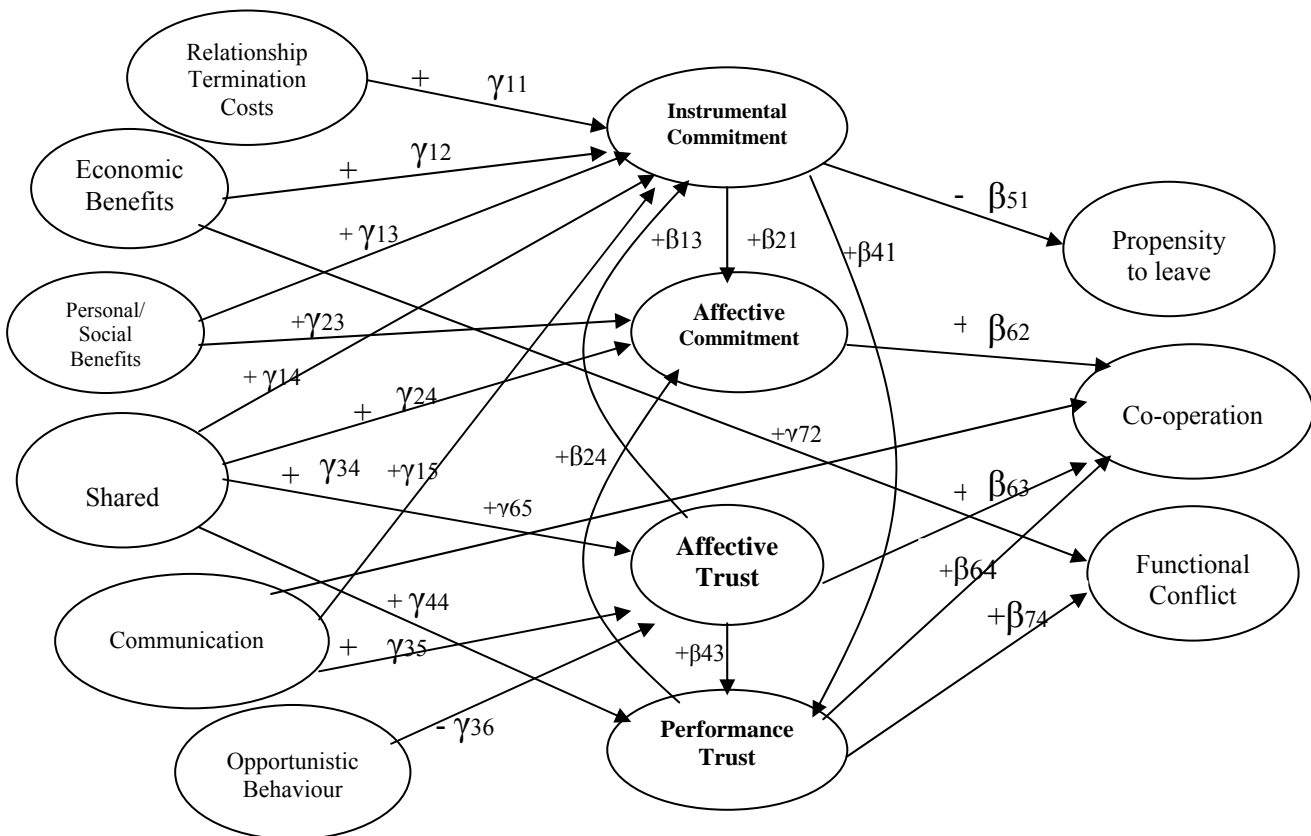 Relationship
Termination
Costs
+ γ11
Instrumental
Commitment
Economic
Benefits
+ γ12
- β51
Propensity
to leave
+ γ13
+β13
+β21
+β41
Personal/
Social
Benefits
+γ23
Affective
Commitment
+ β62
+ γ14
+ γ24
Co-operation
+γ72
Shared
+ γ34
+γ15
+β24
+γ65
+ β63
Affective
Trust
Functional
Conflict
+β64
Communication
+ γ44
+ γ35
+β43
+β74
- γ36
Performance
Trust
Opportunistic
Behaviour